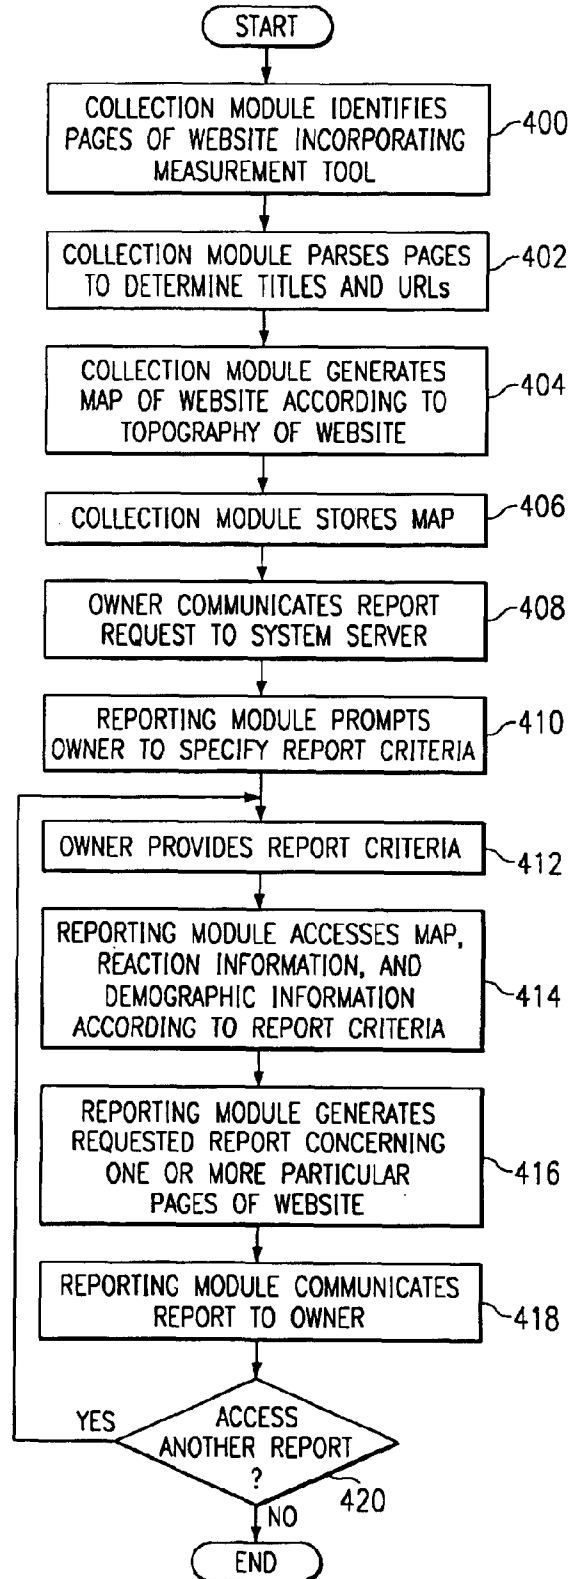 START
COLLECTION MODULE IDENTIFIES
PAGES OF WEBSITE INCORPORATING
MEASUREMENT TOOL
400
COLLECTION MODULE PARSES PAGES
TO DETERMINE TITLES AND URLs
402
COLLECTION MODULE GENERATES
MAP OF WEBSITE ACCORDING TO
TOPOGRAPHY OF WEBSITE
404
COLLECTION MODULE STORES MAP
406
OWNER COMMUNICATES REPORT
REQUEST TO SYSTEM SERVER
408
REPORTING MODULE PROMPTS
OWNER TO SPECIFY REPORT CRITERIA
410
OWNER PROVIDES REPORT CRITERIA
412
REPORTING MODULE ACCESSES MAP,
REACTION INFORMATION, AND
DEMOGRAPHIC INFORMATION
ACCORDING TO REPORT CRITERIA
414
REPORTING MODULE GENERATES
REQUESTED REPORT CONCERNING
ONE OR MORE PARTICULAR
PAGES OF WEBSITE
416
REPORTING MODULE COMMUNICATES
REPORT TO OWNER
418
YES
ACCESS
ANOTHER REPORT
?
420
NO
END